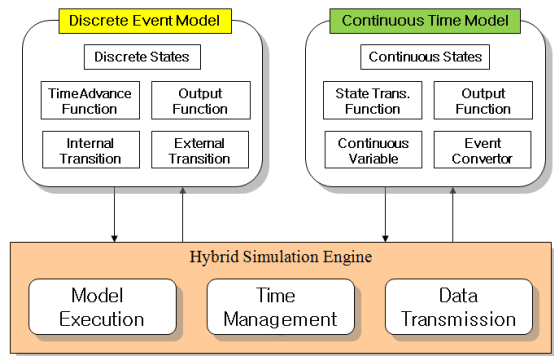 Discrete Event Model
Discrete States
TimeAdvance
Function
Output
Function
Internal
Transition
External
Transition
Continuous Time Model
Continuous States
State Trans.
Function
Output
Function
Continuous
Variable
Event
Convertor
Hybrid Simulation Engine
Model
Execution
Time
Management
Data
Transmission